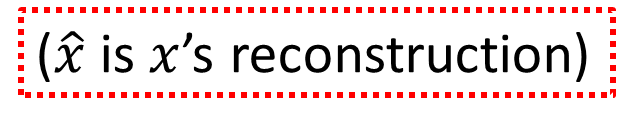 (x̂ is x’s reconstruction)